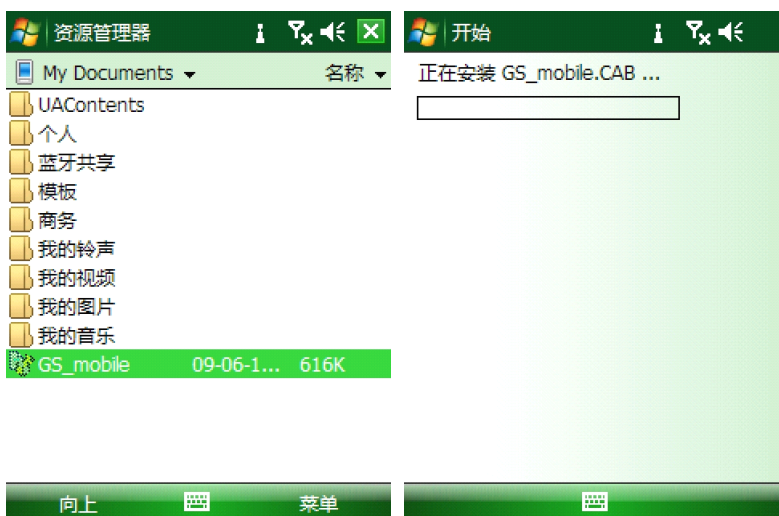 资源管理器
My Documents
名称
UAContents
个人
蓝牙共享
模板
商务
我的铃声
我的视频
我的图片
我的音乐
GS_mobile 09-06-1... 616K
向上
菜单
开始
正在安装 GS_mobile.CAB ...